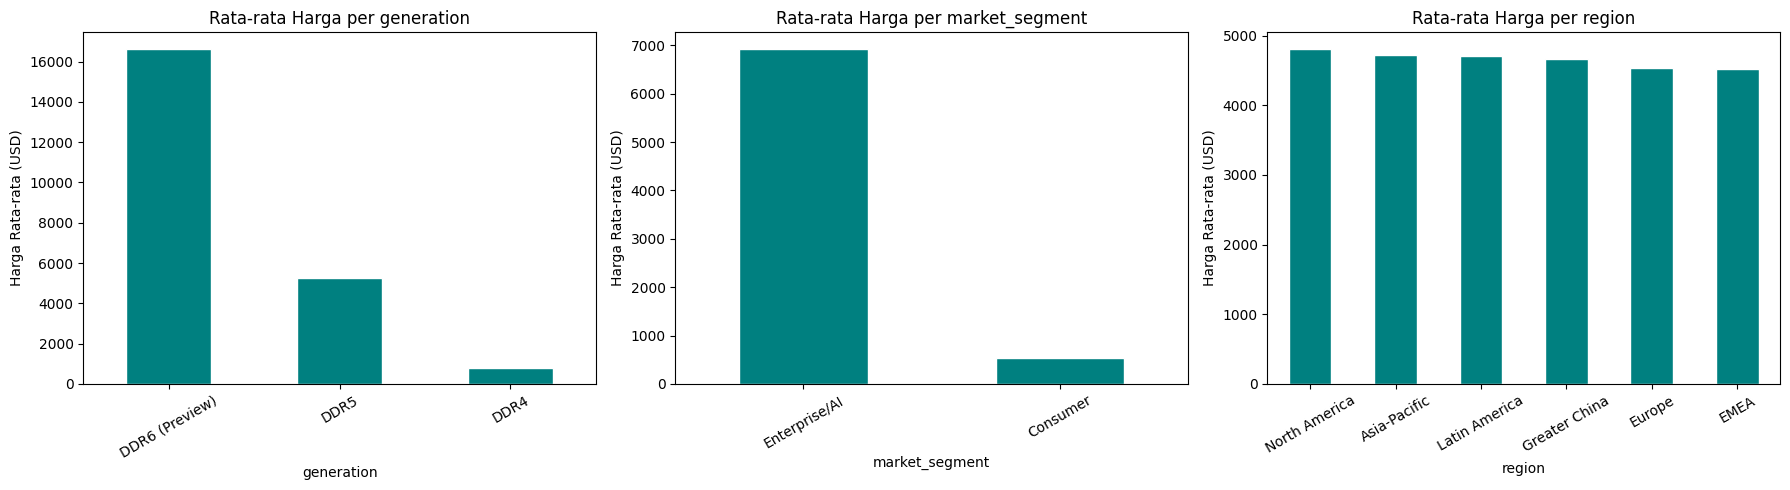 Rata-rata Harga per generation
Harga Rata-rata (USD)
16000
14000
12000
10000
8000
6000
4000
2000
0
DDR6 (Preview)
DDR5
DDR4
generation
Rata-rata Harga per market_segment
Harga Rata-rata (USD)
7000
6000
5000
4000
3000
2000
1000
0
Enterprise/AI
Consumer
market_segment
Rata-rata Harga per region
Harga Rata-rata (USD)
5000
4000
3000
2000
1000
0
North America
Asia-Pacific
Latin America
Greater China
Europe
EMEA
region